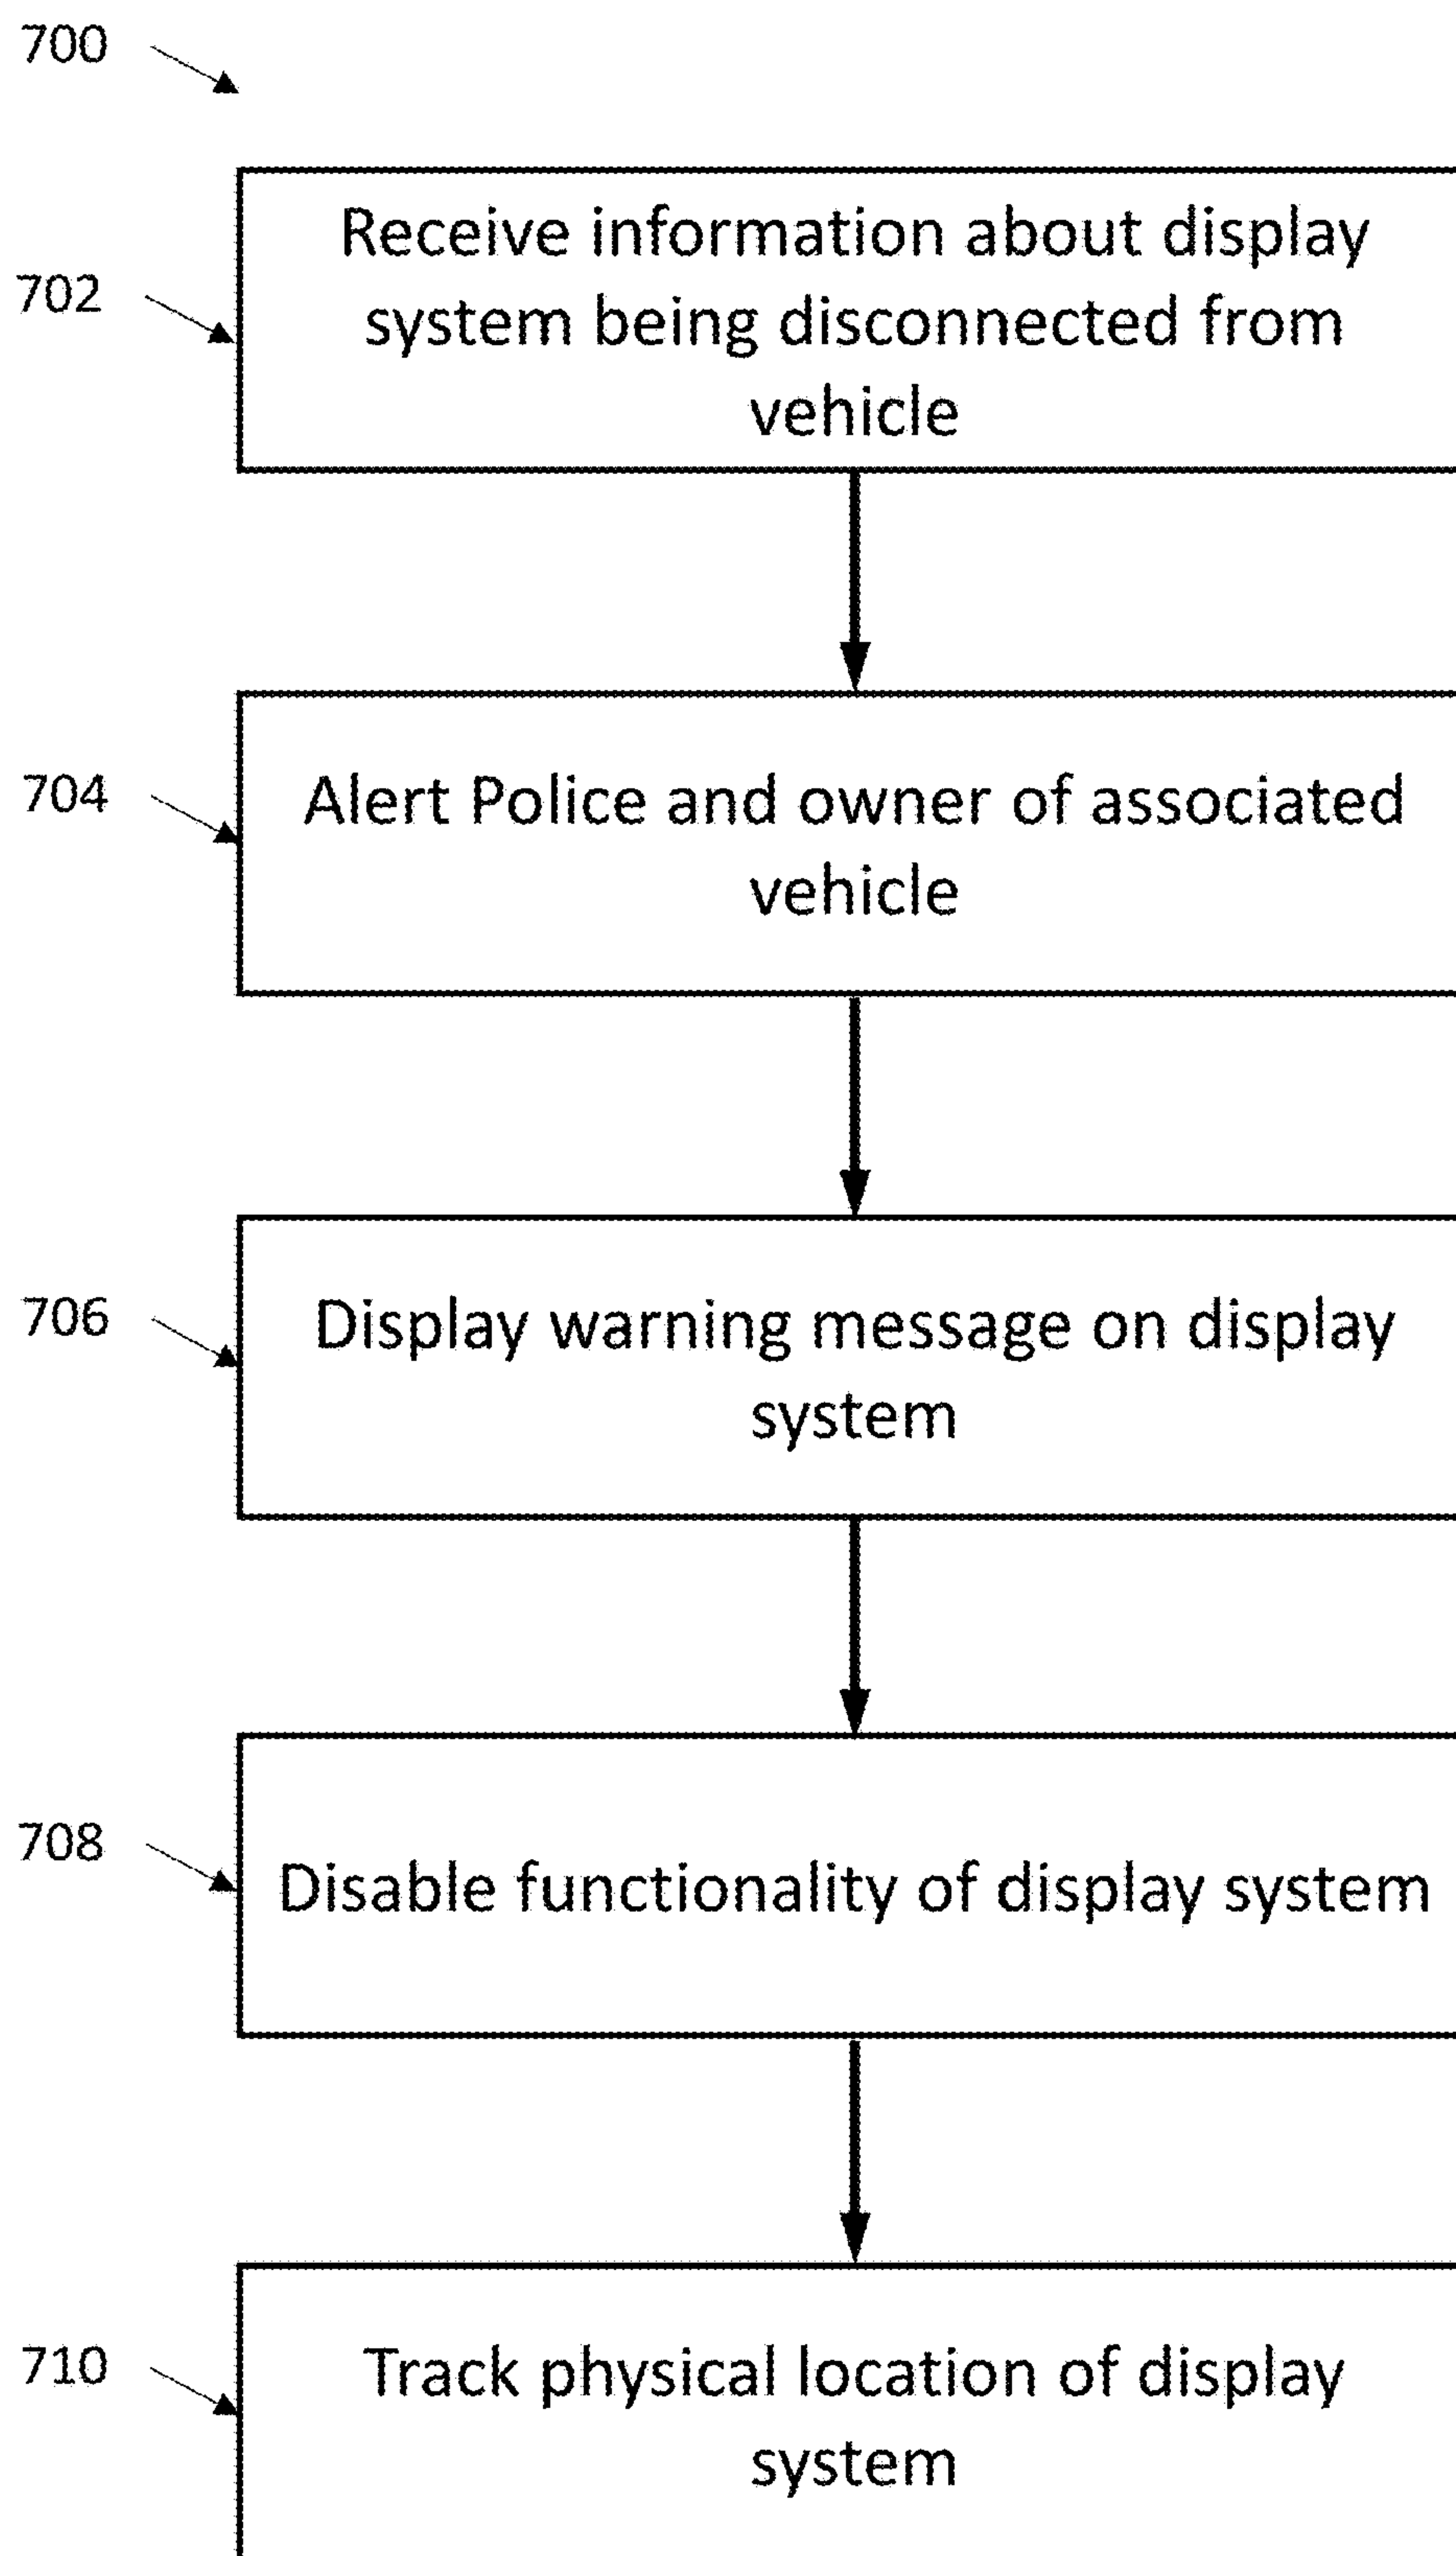 700
702
Receive information about display
system being disconnected from
vehicle
704
Alert Police and owner of associated
vehicle
706
Display warning message on display
system
708
Disable functionality of display system
710
Track physical location of display
system